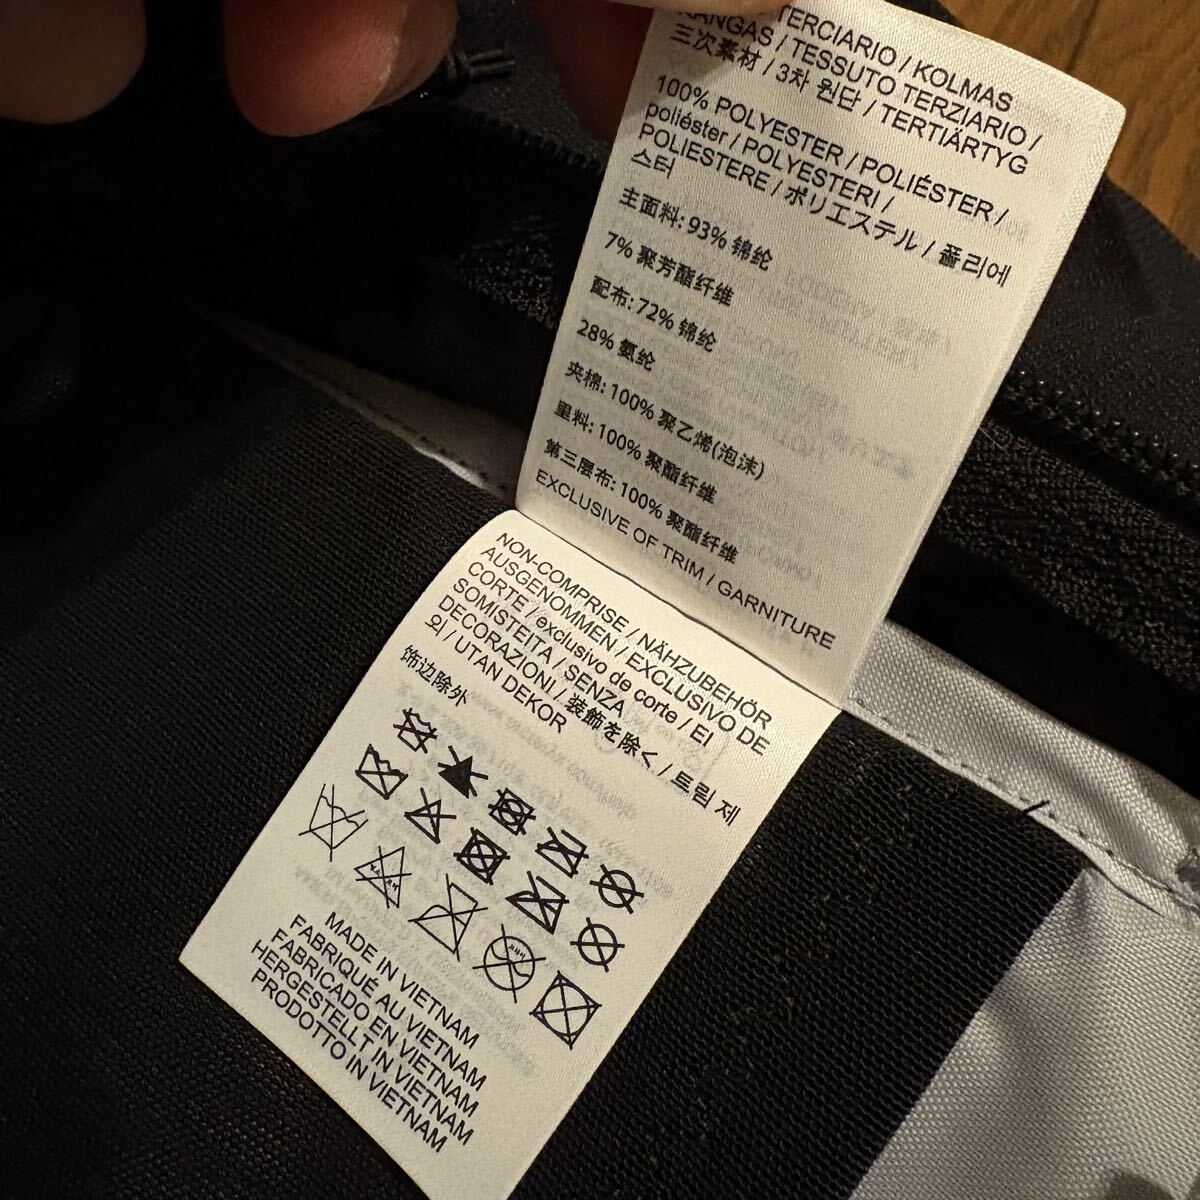 TERCIARIO / KOLMAS
KANGAS / TESSUTO TERZIARIO /
三次素材 / 3차 원단 / TERTIÄRTYG
100% POLYESTER / POLIÉSTER /
poliéster / POLYESTERI /
POLIESTERE / ポリエステル / 폴리에
스터
主面料: 93% 锦纶
7% 聚芳酯纤维
配布: 72% 锦纶
28% 氨纶
夹棉: 100% 聚乙烯(泡沫)
里料: 100% 聚酯纤维
第三层布: 100% 聚酯纤维
EXCLUSIVE OF TRIM / GARNITURE
NON-COMPRISE / NÄHZUBEHÖR
AUSGENOMMEN / EXCLUSIVO DE
CORTE / exclusivo de corte / EI
SOMISTEITA / SENZA
DECORAZIONI / 装飾を除く / 트림 제
외 / UTAN DEKOR
饰边除外
MADE IN VIETNAM
FABRIQUÉ AU VIETNAM
FABRICADO EN VIETNAM
HERGESTELLT IN VIETNAM
PRODOTTO IN VIETNAM